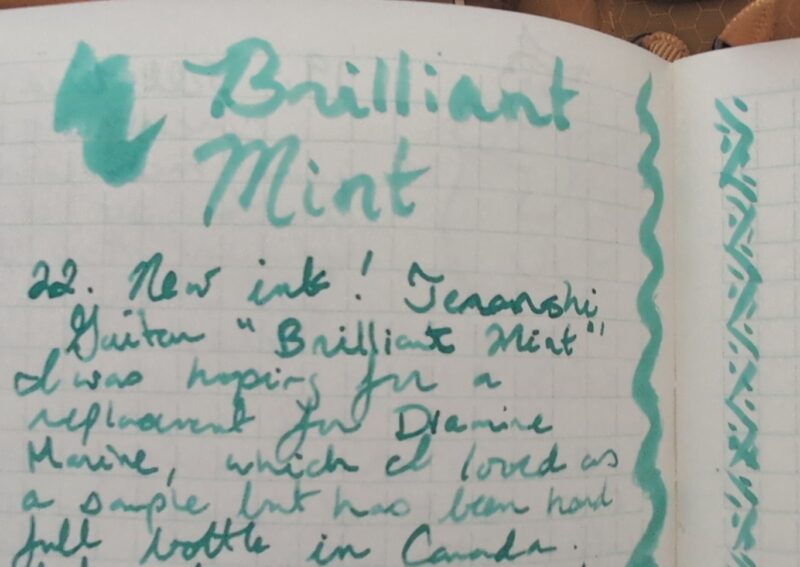 Brilliant
Mint
22. New ink! Tenanshi
Guitar "Brilliant Mint"
I was hoping for a
replacement for Diamine
Marine, which I loved as
a sample but has been hard
full bottle in Canada.